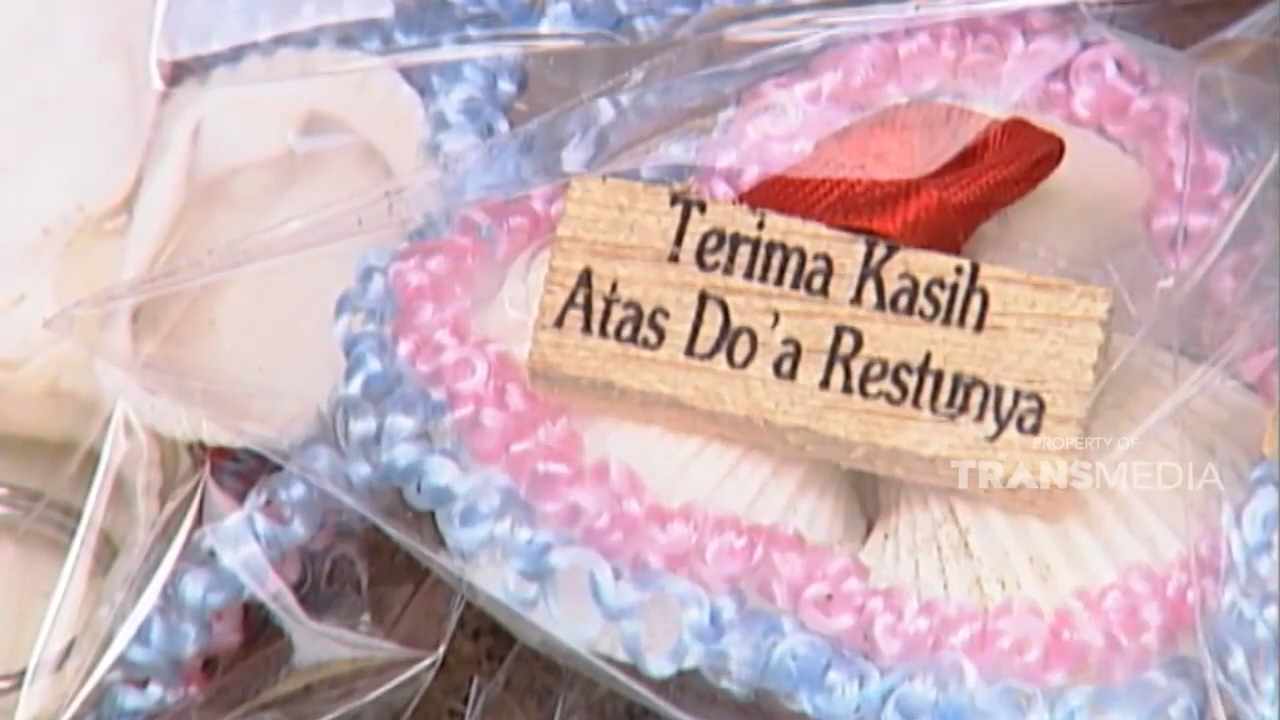 Terima Kasih
Atas Do'a Restunya
PROPERTY OF
TRANSMEDIA